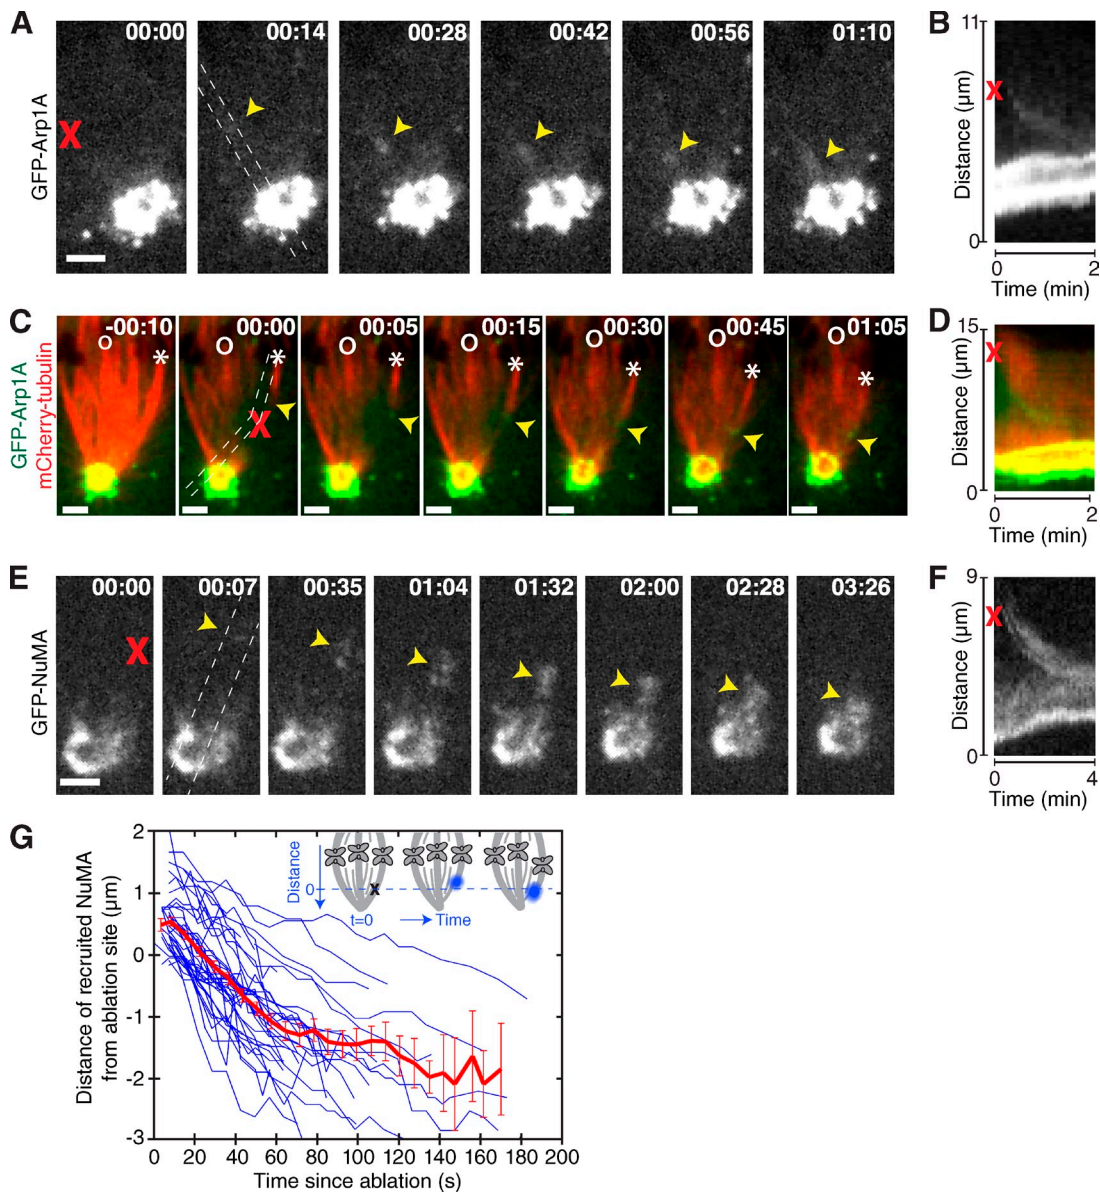 A
GFP-Arp1A
X
00:00
00:14
00:28
00:42
00:56
01:10
B
Distance (µm)
11
X
0
0
2
Time (min)
C
GFP-Arp1A
mCherry-tubulin
-00:10
O
*
00:00
O
*
X
00:05
O
*
00:15
O
*
00:30
O
*
00:45
O
*
01:05
O
*
D
Distance (µm)
15
X
0
0
2
Time (min)
E
GFP-NuMA
00:00
X
00:07
00:35
01:04
01:32
02:00
02:28
03:26
F
Distance (µm)
9
X
0
0
4
Time (min)
G
Distance of recruited NuMA
from ablation site (µm)
2
1
0
-1
-2
-3
Distance
0
x
t=0
Time
0 20 40 60 80 100 120 140 160 180 200
Time since ablation (s)